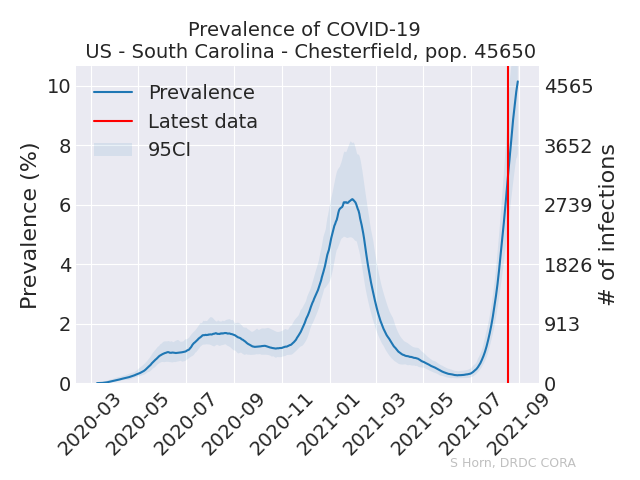 Prevalence of COVID-19
US - South Carolina - Chesterfield, pop. 45650
Prevalence
Latest data
95CI
Prevalence (%)
10
8
6
4
2
0
4565
3652
2739
1826
913
0
# of infections
2020-03
2020-05
2020-07
2020-09
2020-11
2021-01
2021-03
2021-05
2021-07
2021-09
S Horn, DRDC CORA